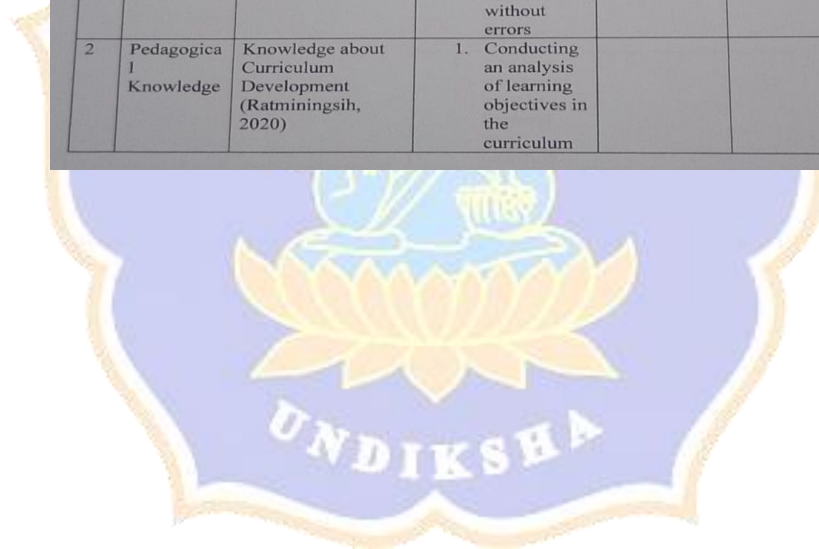 without
errors
2 Pedagogica Knowledge about 1. Conducting
l Curriculum an analysis
Knowledge Development of learning
(Ratminingsih, objectives in
2020) the
curriculum
UNDIKSHA